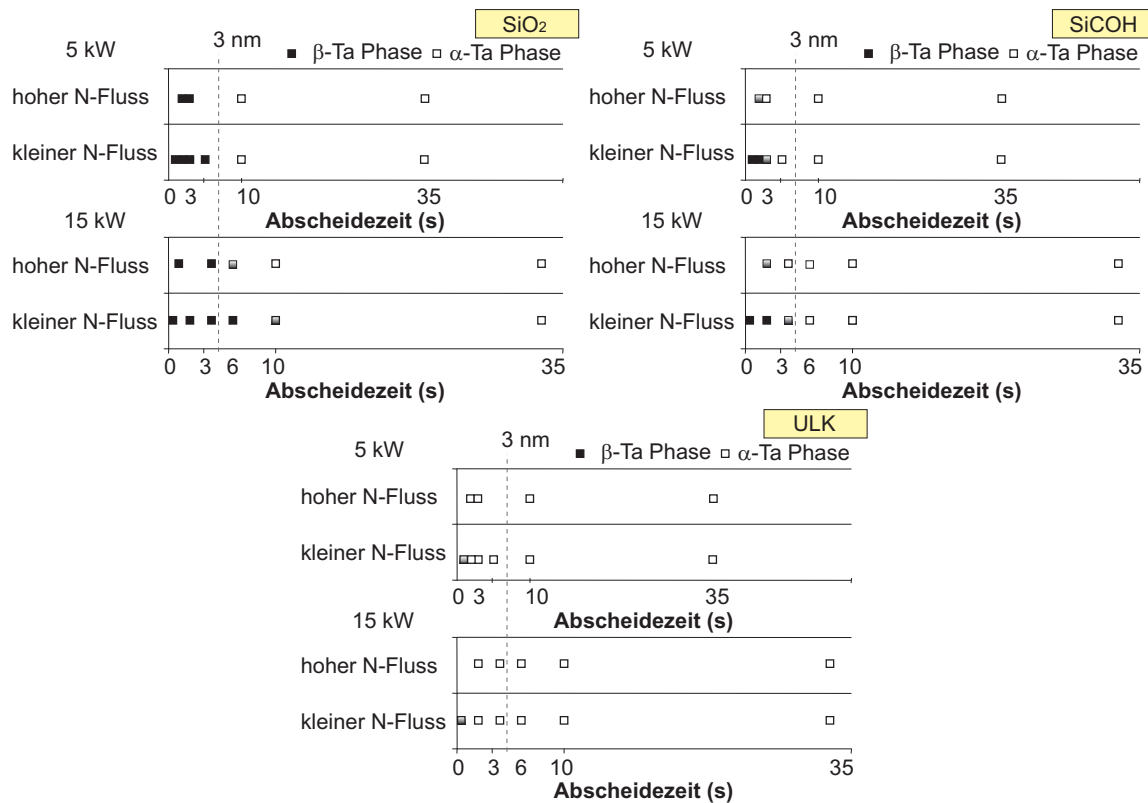 SiO2
5 kW
3 nm
β-Ta Phase α-Ta Phase
hoher N-Fluss
kleiner N-Fluss
0 3 10 35
Abscheidezeit (s)
15 kW
hoher N-Fluss
kleiner N-Fluss
0 3 6 10 35
Abscheidezeit (s)
SiCOH
5 kW
3 nm
β-Ta Phase α-Ta Phase
hoher N-Fluss
kleiner N-Fluss
0 3 10 35
Abscheidezeit (s)
15 kW
hoher N-Fluss
kleiner N-Fluss
0 3 6 10 35
Abscheidezeit (s)
ULK
5 kW
3 nm
β-Ta Phase α-Ta Phase
hoher N-Fluss
kleiner N-Fluss
0 3 10 35
Abscheidezeit (s)
15 kW
hoher N-Fluss
kleiner N-Fluss
0 3 6 10 35
Abscheidezeit (s)